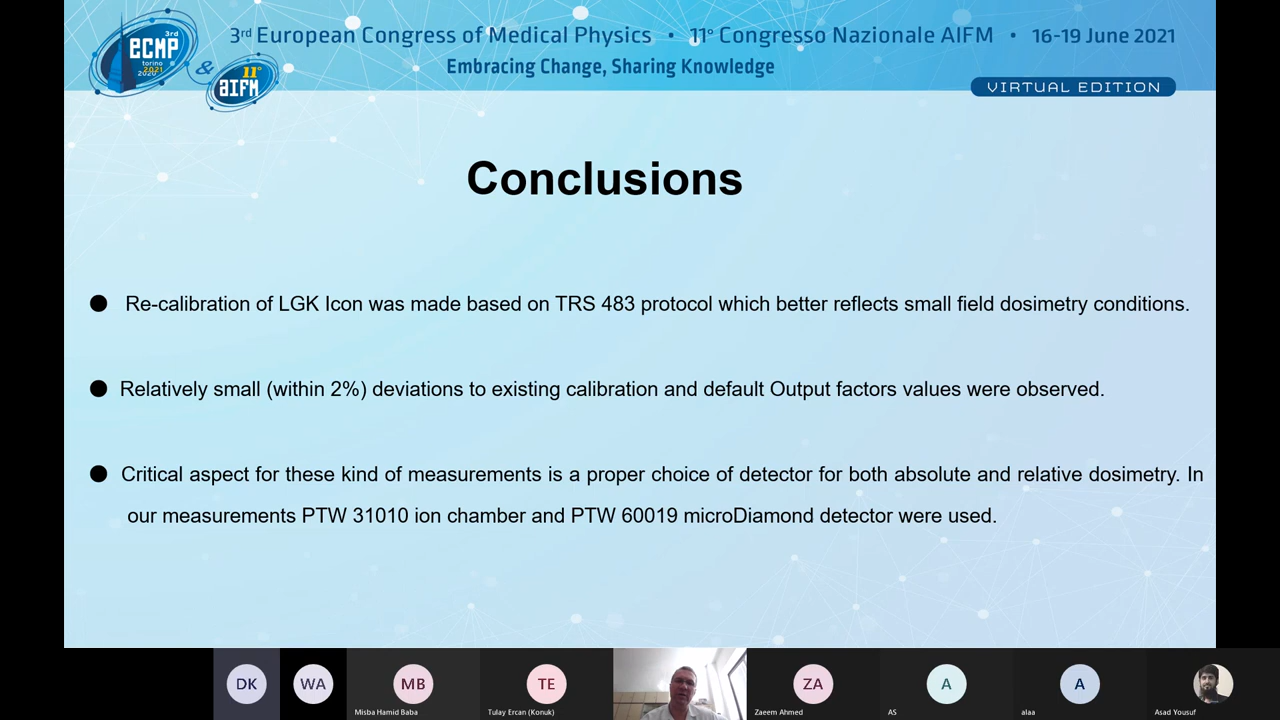 3rd European Congress of Medical Physics • 11° Congresso Nazionale AIFM • 16-19 June 2021
Embracing Change, Sharing Knowledge
VIRTUAL EDITION
3rd
ECMP
torino
2021
2020
&
11°
AIFM
Conclusions
● Re-calibration of LGK Icon was made based on TRS 483 protocol which better reflects small field dosimetry conditions.
● Relatively small (within 2%) deviations to existing calibration and default Output factors values were observed.
● Critical aspect for these kind of measurements is a proper choice of detector for both absolute and relative dosimetry. In
our measurements PTW 31010 ion chamber and PTW 60019 microDiamond detector were used.
DK
WA
MB
Misba Hamid Baba
TE
Tulay Ercan (Konuk)
ZA
Zaeem Ahmed
A
AS
A
alaa
Asad Yousuf